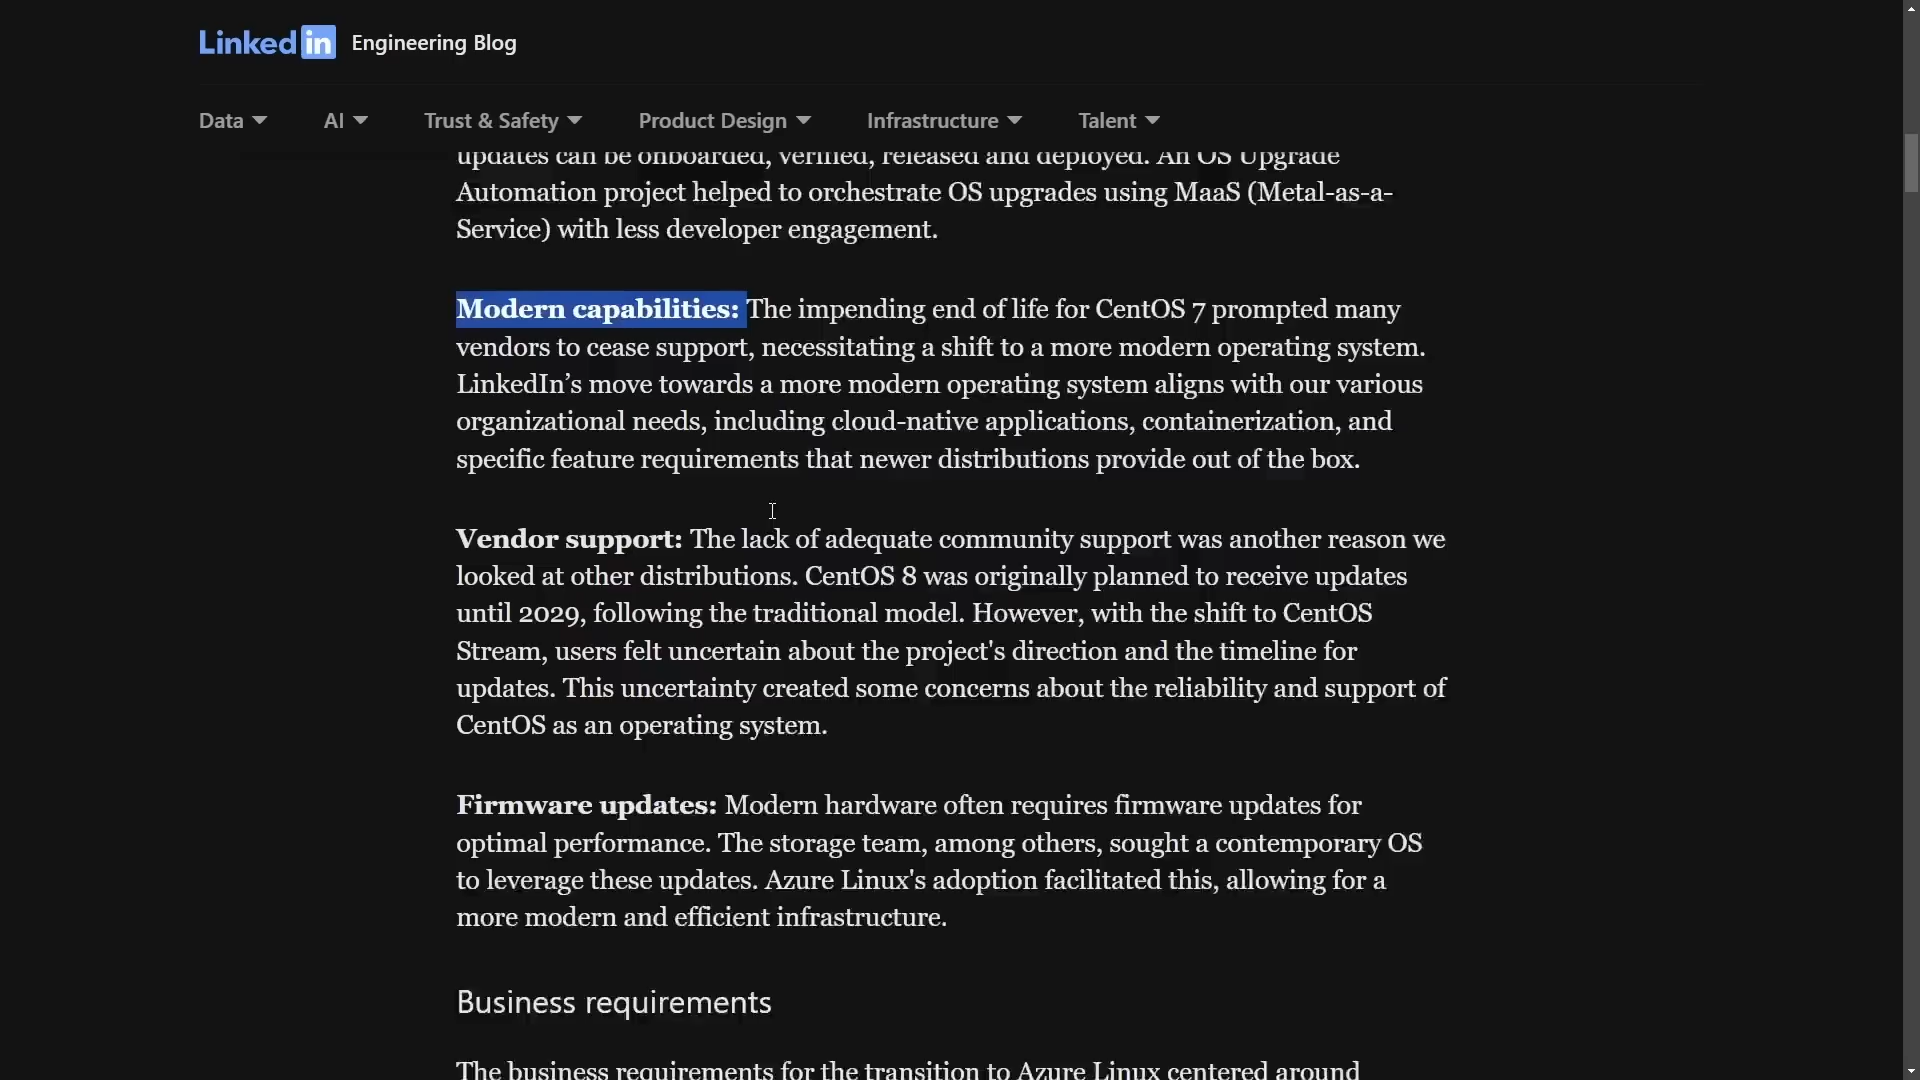 Linked in Engineering Blog
Data AI Trust & Safety Product Design Infrastructure Talent
updates can be onboarded, verified, released and deployed. An OS Upgrade
Automation project helped to orchestrate OS upgrades using MaaS (Metal-as-a-
Service) with less developer engagement.
Modern capabilities: The impending end of life for CentOS 7 prompted many
vendors to cease support, necessitating a shift to a more modern operating system.
LinkedIn’s move towards a more modern operating system aligns with our various
organizational needs, including cloud-native applications, containerization, and
specific feature requirements that newer distributions provide out of the box.
Vendor support: The lack of adequate community support was another reason we
looked at other distributions. CentOS 8 was originally planned to receive updates
until 2029, following the traditional model. However, with the shift to CentOS
Stream, users felt uncertain about the project's direction and the timeline for
updates. This uncertainty created some concerns about the reliability and support of
CentOS as an operating system.
Firmware updates: Modern hardware often requires firmware updates for
optimal performance. The storage team, among others, sought a contemporary OS
to leverage these updates. Azure Linux's adoption facilitated this, allowing for a
more modern and efficient infrastructure.
Business requirements
The business requirements for the transition to Azure Linux centered around